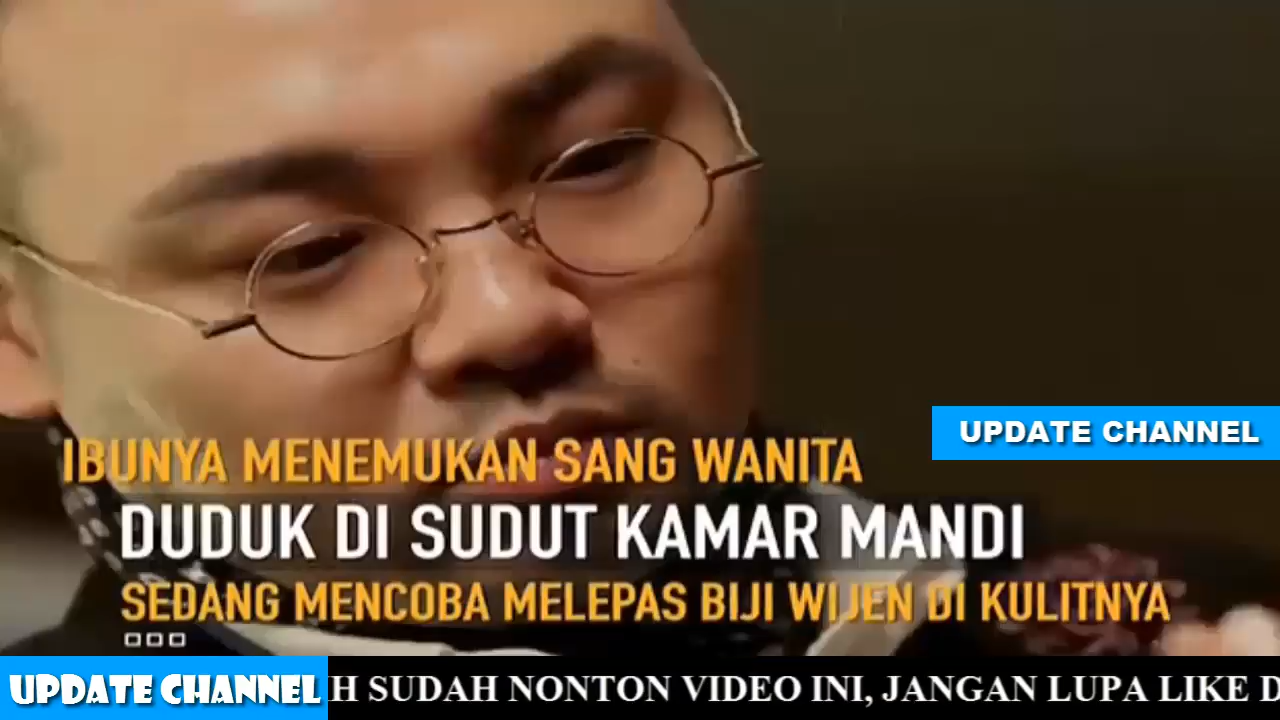 IBUNYA MENEMUKAN SANG WANITA
DUDUK DI SUDUT KAMAR MANDI
SEDANG MENCOBA MELEPAS BIJI WIJEN DI KULITNYA
UPDATE CHANNEL
UPDATE CHANNEL
SUDAH NONTON VIDEO INI, JANGAN LUPA LIKE